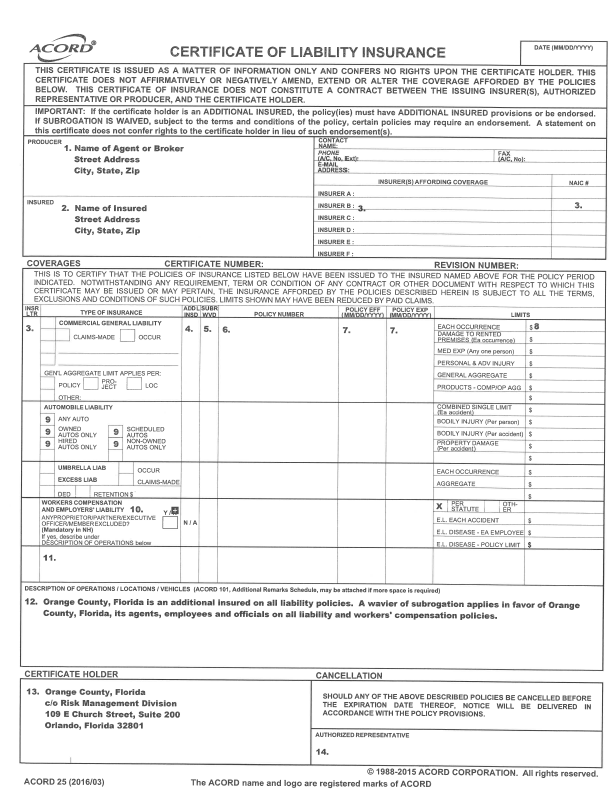 ACORD®
CERTIFICATE OF LIABILITY INSURANCE
DATE (MM/DD/YYYY)
THIS CERTIFICATE IS ISSUED AS A MATTER OF INFORMATION ONLY AND CONFERS NO RIGHTS UPON THE CERTIFICATE HOLDER. THIS
CERTIFICATE DOES NOT AFFIRMATIVELY OR NEGATIVELY AMEND, EXTEND OR ALTER THE COVERAGE AFFORDED BY THE POLICIES
BELOW. THIS CERTIFICATE OF INSURANCE DOES NOT CONSTITUTE A CONTRACT BETWEEN THE ISSUING INSURER(S), AUTHORIZED
REPRESENTATIVE OR PRODUCER, AND THE CERTIFICATE HOLDER.
IMPORTANT: If the certificate holder is an ADDITIONAL INSURED, the policy(ies) must have ADDITIONAL INSURED provisions or be endorsed.
If SUBROGATION IS WAIVED, subject to the terms and conditions of the policy, certain policies may require an endorsement. A statement on
this certificate does not confer rights to the certificate holder in lieu of such endorsement(s).
PRODUCER
1. Name of Agent or Broker
Street Address
City, State, Zip
CONTACT NAME:
PHONE (A/C, No, Ext):
FAX (A/C, No):
E-MAIL ADDRESS:
INSURER(S) AFFORDING COVERAGE
NAIC #
INSURER A :
INSURED
2. Name of Insured
Street Address
City, State, Zip
INSURER B : 3.
3.
INSURER C :
INSURER D :
INSURER E :
INSURER F :
COVERAGES CERTIFICATE NUMBER: REVISION NUMBER:
THIS IS TO CERTIFY THAT THE POLICIES OF INSURANCE LISTED BELOW HAVE BEEN ISSUED TO THE INSURED NAMED ABOVE FOR THE POLICY PERIOD
INDICATED. NOTWITHSTANDING ANY REQUIREMENT, TERM OR CONDITION OF ANY CONTRACT OR OTHER DOCUMENT WITH RESPECT TO WHICH THIS
CERTIFICATE MAY BE ISSUED OR MAY PERTAIN, THE INSURANCE AFFORDED BY THE POLICIES DESCRIBED HEREIN IS SUBJECT TO ALL THE TERMS,
EXCLUSIONS AND CONDITIONS OF SUCH POLICIES. LIMITS SHOWN MAY HAVE BEEN REDUCED BY PAID CLAIMS.
INSR LTR TYPE OF INSURANCE ADDL INSD SUBR WVD POLICY NUMBER POLICY EFF (MM/DD/YYYY) POLICY EXP (MM/DD/YYYY) LIMITS
3. COMMERCIAL GENERAL LIABILITY 4. 5. 6. 7. 7.
CLAIMS-MADE OCCUR
GEN'L AGGREGATE LIMIT APPLIES PER:
POLICY PRO-JECT LOC
OTHER:
EACH OCCURRENCE $ 8
DAMAGE TO RENTED PREMISES (Ea occurrence) $
MED EXP (Any one person) $
PERSONAL & ADV INJURY $
GENERAL AGGREGATE $
PRODUCTS - COMP/OP AGG $
$
AUTOMOBILE LIABILITY
9 ANY AUTO
9 OWNED AUTOS ONLY 9 SCHEDULED AUTOS
9 HIRED AUTOS ONLY 9 NON-OWNED AUTOS ONLY
COMBINED SINGLE LIMIT (Ea accident) $
BODILY INJURY (Per person) $
BODILY INJURY (Per accident) $
PROPERTY DAMAGE (Per accident) $
$
UMBRELLA LIAB OCCUR
EXCESS LIAB CLAIMS-MADE
DED RETENTION $
EACH OCCURRENCE $
AGGREGATE $
$
WORKERS COMPENSATION
AND EMPLOYERS' LIABILITY 10. Y /
ANYPROPRIETOR/PARTNER/EXECUTIVE
OFFICER/MEMBER EXCLUDED? N / A
(Mandatory in NH)
If yes, describe under
DESCRIPTION OF OPERATIONS below
X PER STATUTE OTH-ER
E.L. EACH ACCIDENT $
E.L. DISEASE - EA EMPLOYEE $
E.L. DISEASE - POLICY LIMIT $
11.
DESCRIPTION OF OPERATIONS / LOCATIONS / VEHICLES (ACORD 101, Additional Remarks Schedule, may be attached if more space is required)
12. Orange County, Florida is an additional insured on all liability policies. A wavier of subrogation applies in favor of Orange
County, Florida, its agents, employees and officials on all liability and workers' compensation policies.
CERTIFICATE HOLDER
13. Orange County, Florida
c/o Risk Management Division
109 E Church Street, Suite 200
Orlando, Florida 32801
CANCELLATION
SHOULD ANY OF THE ABOVE DESCRIBED POLICIES BE CANCELLED BEFORE
THE EXPIRATION DATE THEREOF, NOTICE WILL BE DELIVERED IN
ACCORDANCE WITH THE POLICY PROVISIONS.
AUTHORIZED REPRESENTATIVE
14.
© 1988-2015 ACORD CORPORATION. All rights reserved.
ACORD 25 (2016/03) The ACORD name and logo are registered marks of ACORD